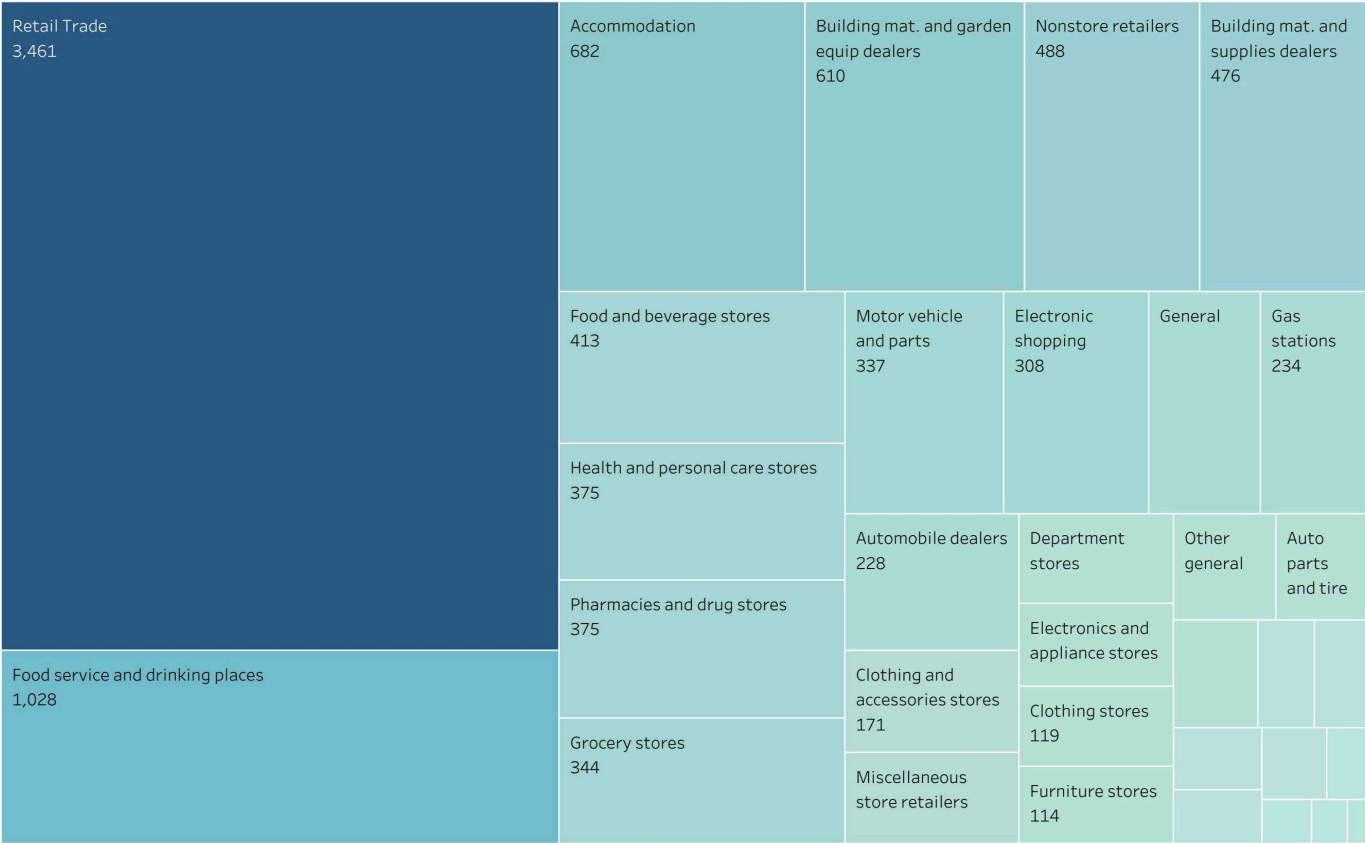 Retail Trade
3,461
Food service and drinking places
1,028
Accommodation
682
Building mat. and garden
equip dealers
610
Nonstore retailers
488
Building mat. and
supplies dealers
476
Food and beverage stores
413
Health and personal care stores
375
Pharmacies and drug stores
375
Grocery stores
344
Motor vehicle
and parts
337
Electronic
shopping
308
General
Gas
stations
234
Automobile dealers
228
Clothing and
accessories stores
171
Miscellaneous
store retailers
Department
stores
Electronics and
appliance stores
Clothing stores
119
Furniture stores
114
Other
general
Auto
parts
and tire